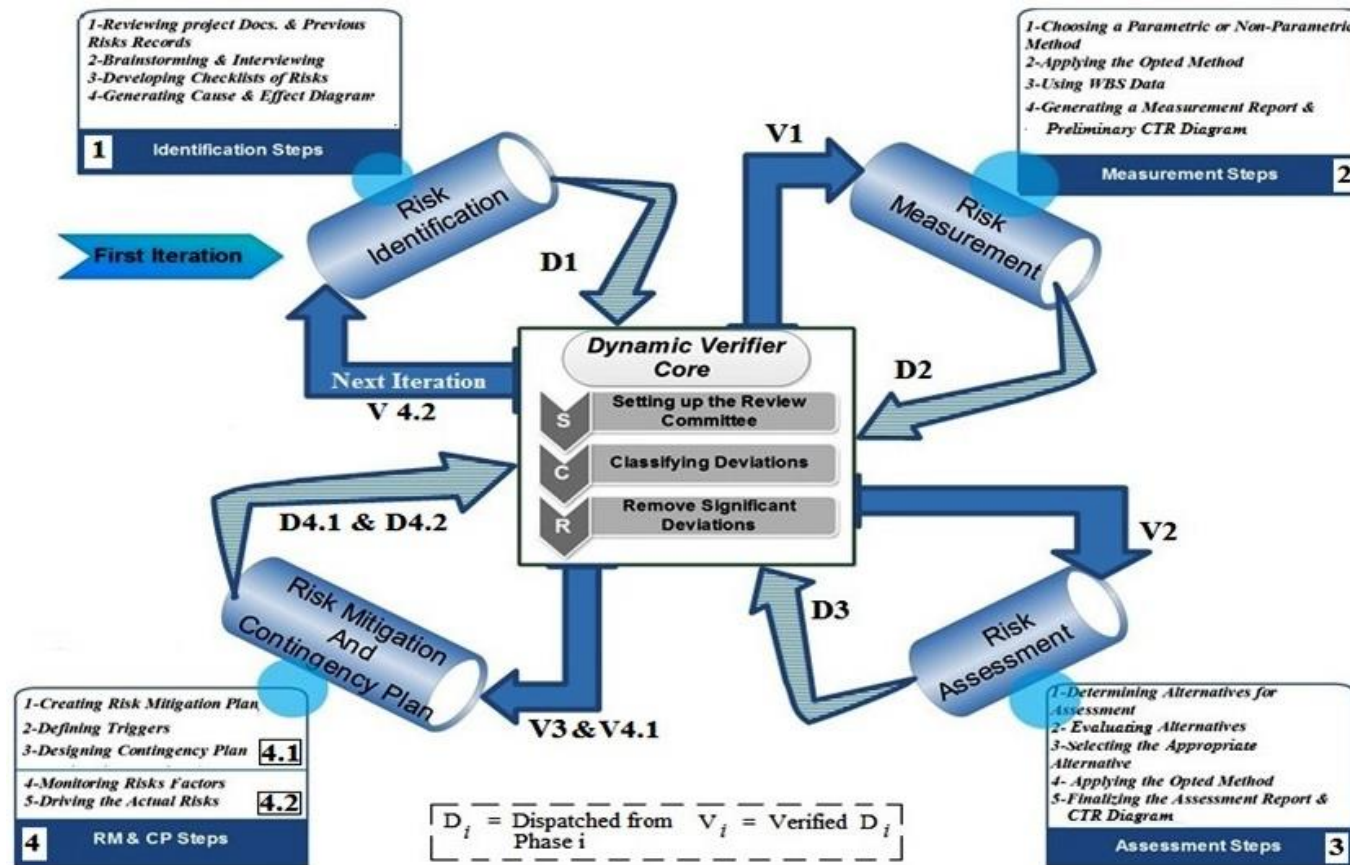 1-Reviewing project Docs. & Previous
Risks Records
2-Brainstorming & Interviewing
3-Developing Checklists of Risks
4-Generating Cause & Effect Diagram
1
Identification Steps
1-Choosing a Parametric or Non-Parametric
Method
2-Applying the Opted Method
3-Using WBS Data
4-Generating a Measurement Report &
Preliminary CTR Diagram
Measurement Steps
2
First Iteration
Risk
Identification
D1
V1
Risk
Measurement
D2
Next Iteration
V 4.2
Dynamic Verifier
Core
S
Setting up the Review
Committee
C
Classifying Deviations
R
Remove Significant
Deviations
V2
D4.1 & D4.2
Risk Mitigation
And
Contingency Plan
V3 &V4.1
D3
Risk
Assessment
1-Creating Risk Mitigation Plan
2-Defining Triggers
3-Designing Contingency Plan
4.1
4-Monitoring Risks Factors
5-Driving the Actual Risks
4.2
4
RM & CP Steps
D i = Dispatched from Phase i
V i = Verified D i
1-Determining Alternatives for
Assessment
2- Evaluating Alternatives
3-Selecting the Appropriate
Alternative
4- Applying the Opted Method
5-Finalizing the Assessment Report &
CTR Diagram
Assessment Steps
3